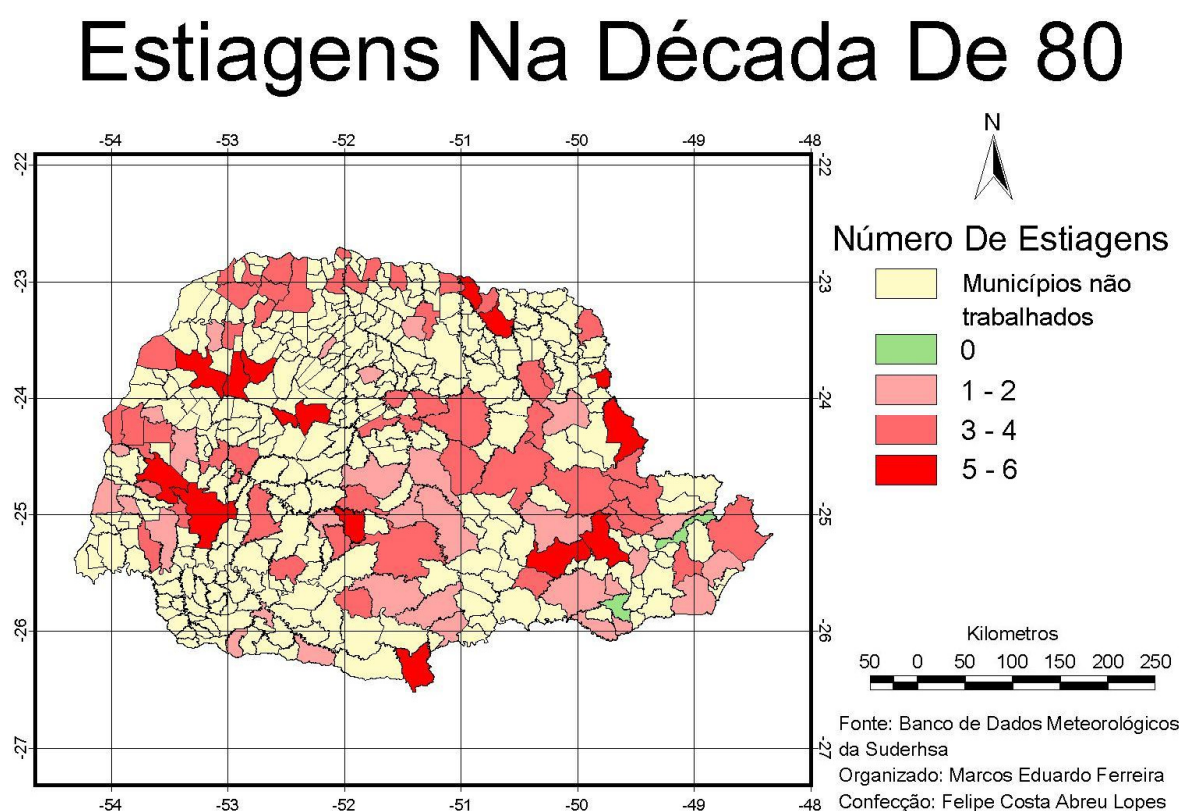 Estiagens Na Década De 80
-54 -53 -52 -51 -50 -49 -48
-22 -22
-23 -23
-24 -24
-25 -25
-26 -26
-27 -27
-54 -53 -52 -51 -50 -49 -48
N
Número De Estiagens
Municípios não
trabalhados
0
1 - 2
3 - 4
5 - 6
Kilometros
50 0 50 100 150 200 250
Fonte: Banco de Dados Meteorológicos
da Suderhsa
Organizado: Marcos Eduardo Ferreira
Confecção: Felipe Costa Abreu Lopes